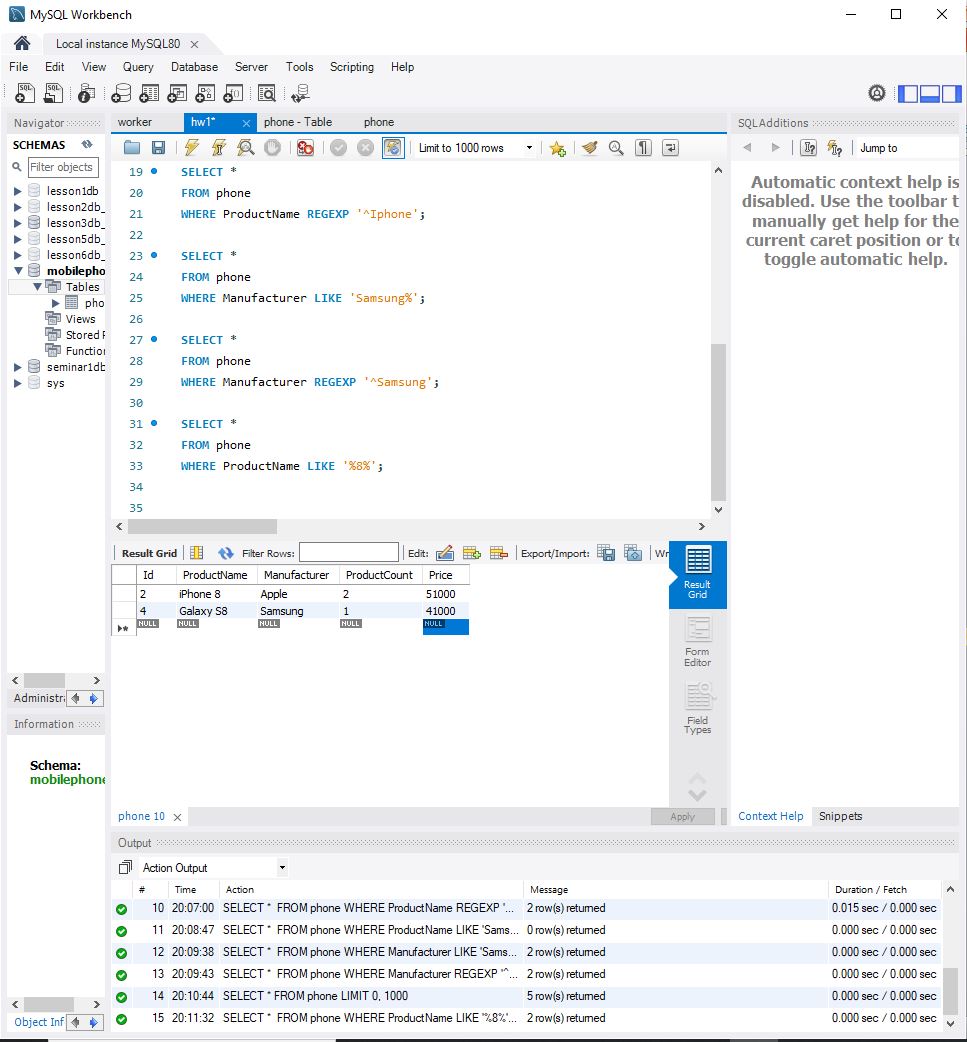 MySQL Workbench
Local instance MySQL80
File Edit View Query Database Server Tools Scripting Help
Navigator
SCHEMAS
Filter objects
lesson1db
lesson2db_
lesson3db_
lesson5db_
lesson6db_
mobilepho
Tables
pho
Views
Stored P
Function
seminar1db
sys
Administra
Information
Schema:
mobilephone
Object Inf
worker hw1* phone - Table phone
Limit to 1000 rows
19 SELECT *
20 FROM phone
21 WHERE ProductName REGEXP '^Iphone';
22
23 SELECT *
24 FROM phone
25 WHERE Manufacturer LIKE 'Samsung%';
26
27 SELECT *
28 FROM phone
29 WHERE Manufacturer REGEXP '^Samsung';
30
31 SELECT *
32 FROM phone
33 WHERE ProductName LIKE '%8%';
34
35
Result Grid Filter Rows: Edit: Export/Import: Wr
Id ProductName Manufacturer ProductCount Price
2 iPhone 8 Apple 2 51000
4 Galaxy S8 Samsung 1 41000
NULL NULL NULL NULL NULL
Result
Grid
Form
Editor
Field
Types
phone 10
Apply
SQLAdditions
Jump to
Automatic context help is
disabled. Use the toolbar t
manually get help for the
current caret position or to
toggle automatic help.
Context Help Snippets
Output
Action Output
# Time Action Message Duration / Fetch
10 20:07:00 SELECT * FROM phone WHERE ProductName REGEXP '^... 2 row(s) returned 0.015 sec / 0.000 sec
11 20:08:47 SELECT * FROM phone WHERE ProductName LIKE 'Sams... 0 row(s) returned 0.000 sec / 0.000 sec
12 20:09:38 SELECT * FROM phone WHERE Manufacturer LIKE 'Sams... 2 row(s) returned 0.000 sec / 0.000 sec
13 20:09:43 SELECT * FROM phone WHERE Manufacturer REGEXP '^... 2 row(s) returned 0.000 sec / 0.000 sec
14 20:10:44 SELECT * FROM phone LIMIT 0, 1000 5 row(s) returned 0.000 sec / 0.000 sec
15 20:11:32 SELECT * FROM phone WHERE ProductName LIKE '%8%'... 2 row(s) returned 0.000 sec / 0.000 sec